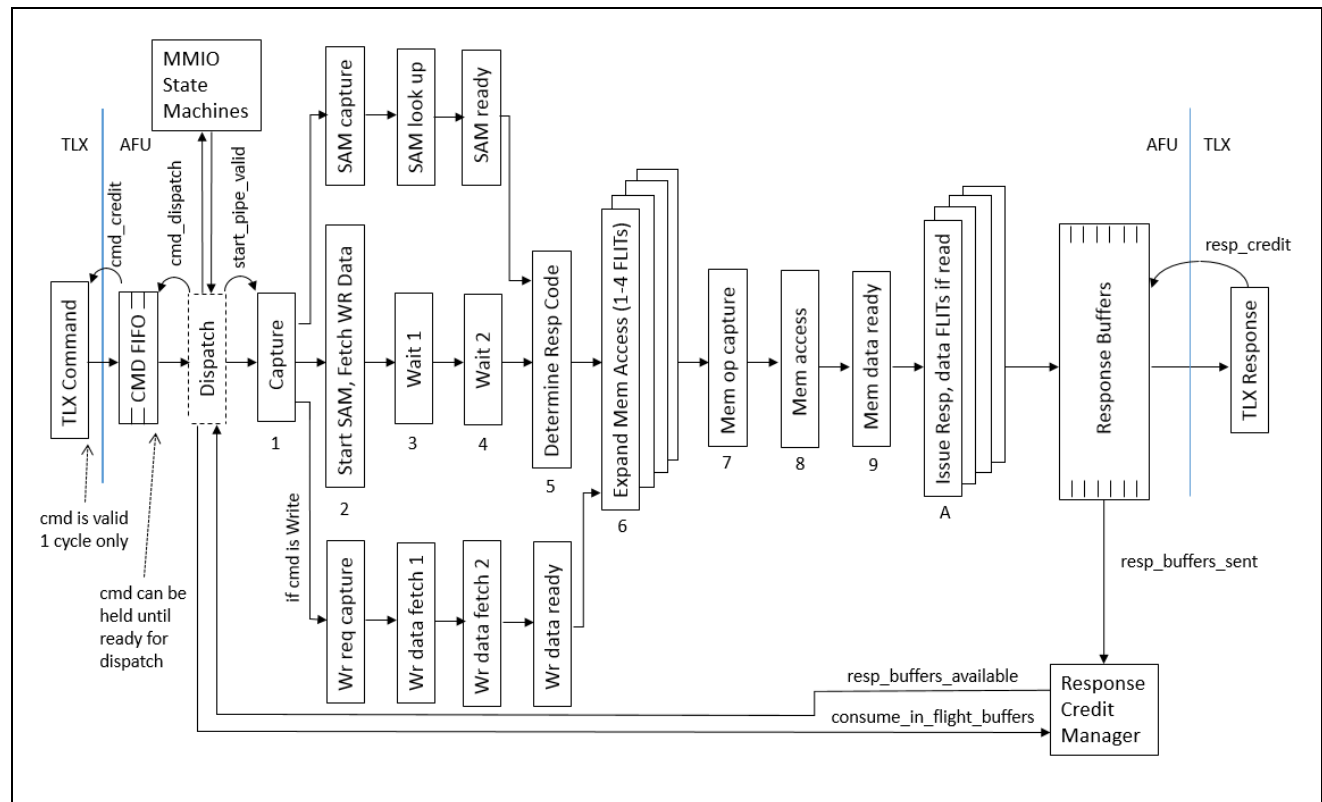 MMIO
State
Machines
TLX
AFU
cmd_credit
cmd_dispatch
start_pipe_valid
TLX Command
CMD FIFO
Dispatch
Capture
1
cmd is valid
1 cycle only
cmd can be
held until
ready for
dispatch
if cmd is Write
SAM capture
SAM look up
SAM ready
Start SAM, Fetch WR Data
2
Wait 1
3
Wait 2
4
Determine Resp Code
5
Wr req capture
Wr data fetch 1
Wr data fetch 2
Wr data ready
Expand Mem Access (1-4 FLITs)
6
Mem op capture
7
Mem access
8
Mem data ready
9
Issue Resp, data FLITs if read
A
Response Buffers
AFU
TLX
resp_credit
TLX Response
resp_buffers_sent
resp_buffers_available
consume_in_flight_buffers
Response
Credit
Manager